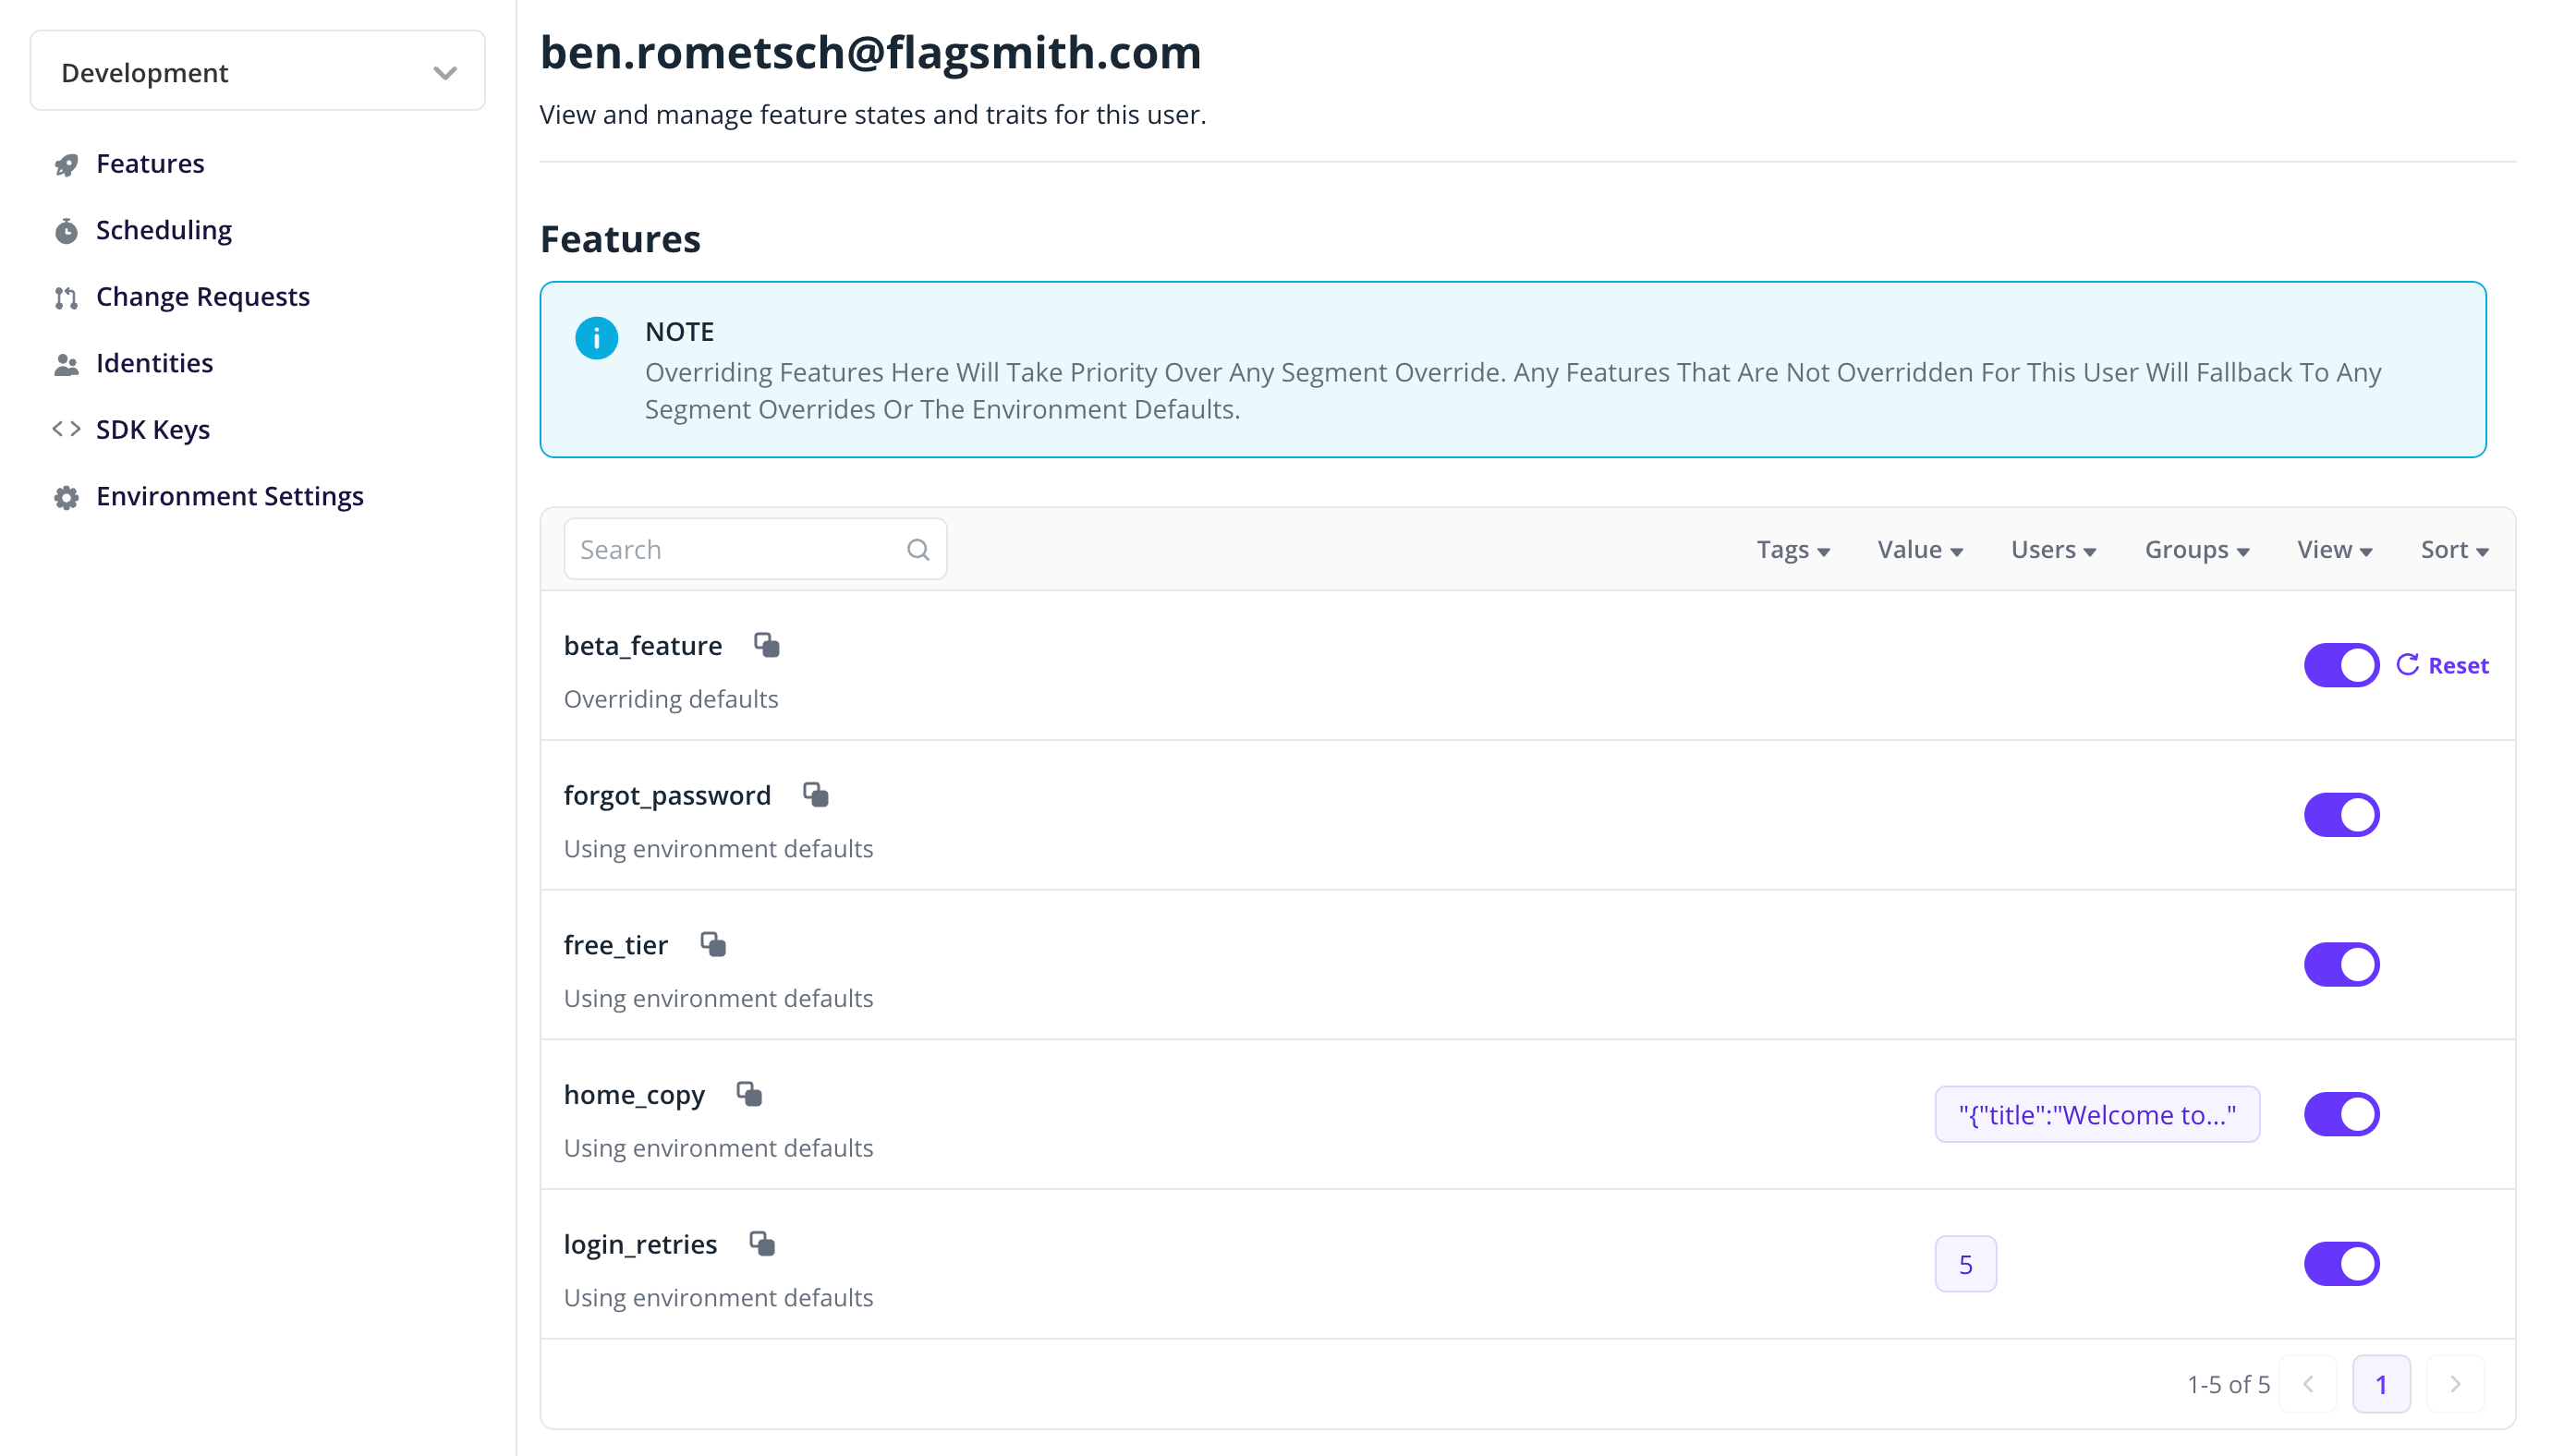 Development
Features
Scheduling
Change Requests
Identities
SDK Keys
Environment Settings
ben.rometsch@flagsmith.com
View and manage feature states and traits for this user.
Features
NOTE
Overriding Features Here Will Take Priority Over Any Segment Override. Any Features That Are Not Overridden For This User Will Fallback To Any
Segment Overrides Or The Environment Defaults.
Search Tags Value Users Groups View Sort
beta_feature
Overriding defaults
Reset
forgot_password
Using environment defaults
free_tier
Using environment defaults
home_copy
Using environment defaults
"{"title":"Welcome to..."
login_retries
Using environment defaults
5
1-5 of 5 1